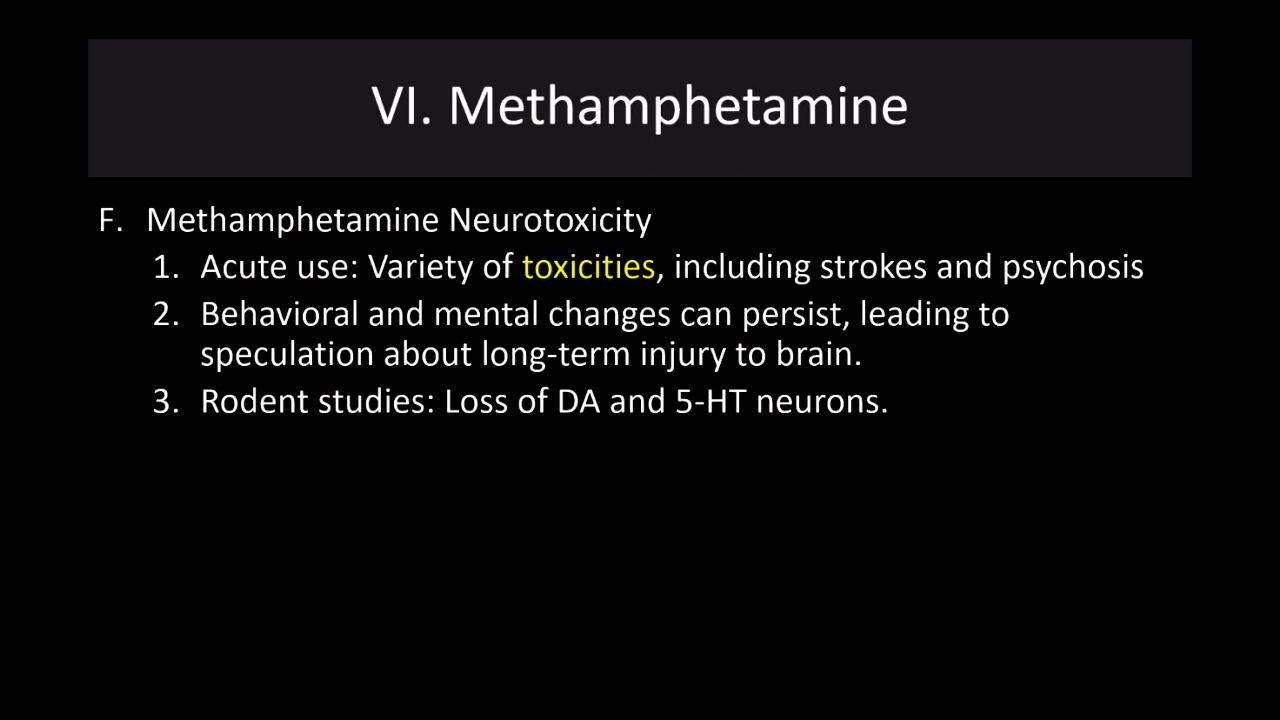 VI. Methamphetamine
F. Methamphetamine Neurotoxicity
1. Acute use: Variety of toxicities, including strokes and psychosis
2. Behavioral and mental changes can persist, leading to
speculation about long-term injury to brain.
3. Rodent studies: Loss of DA and 5-HT neurons.